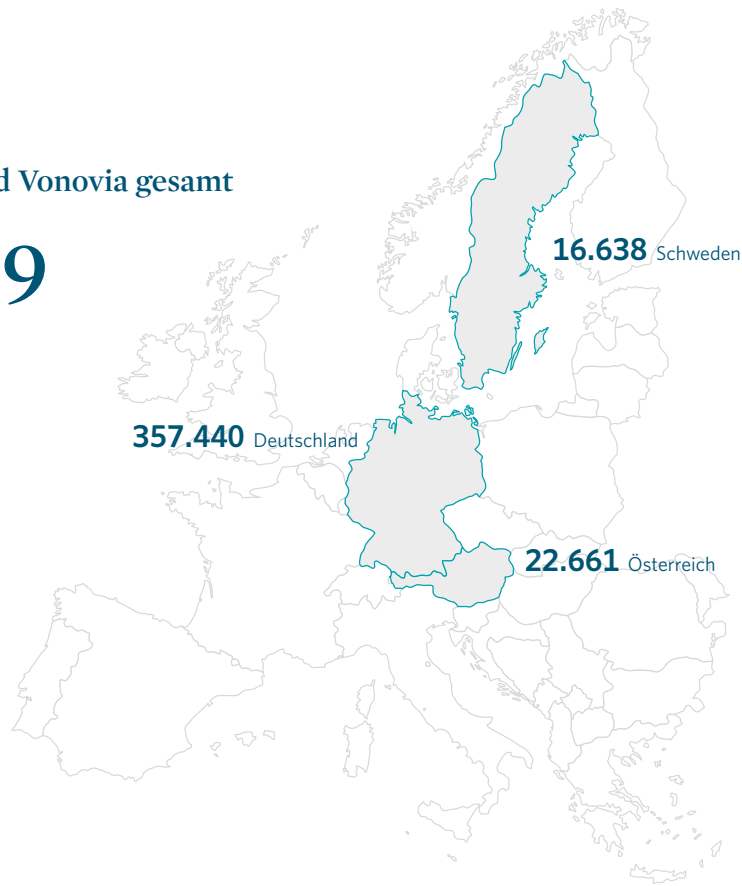 d Vonovia gesamt
9
16.638 Schweden
357.440 Deutschland
22.661 Österreich